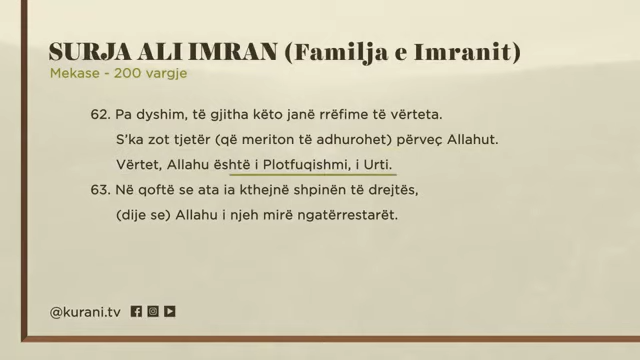 SURJA ALI IMRAN (Familja e Imranit)
Mekase - 200 vargje
62. Pa dyshim, të gjitha këto janë rrëfime të vërteta.
S'ka zot tjetër (që meriton të adhurohet) përveç Allahut.
Vërtet, Allahu është i Plotfuqishmi, i Urti.
63. Në qoftë se ata ia kthejnë shpinën të drejtës,
(dije se) Allahu i njeh mirë ngatërrestarët.
@kurani.tv